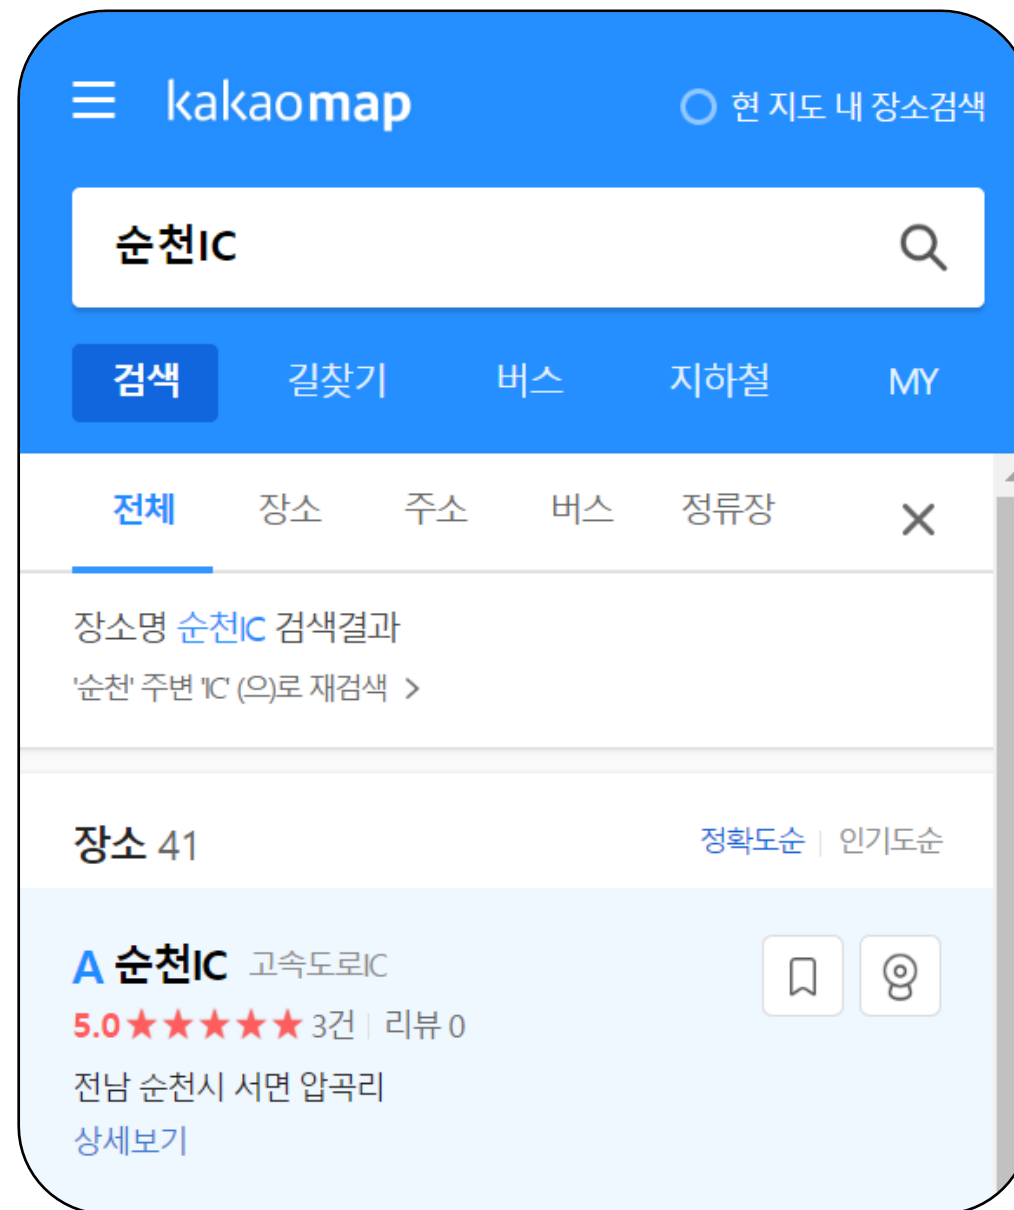 kakaomap 현 지도 내 장소검색
순천IC
검색 길찾기 버스 지하철 MY
전체 장소 주소 버스 정류장
장소명 순천IC 검색결과
'순천' 주변 'IC' (으)로 재검색 >
장소 41 정확도순 | 인기도순
A 순천IC 고속도로IC
5.0★★★★★ 3건 | 리뷰 0
전남 순천시 서면 압곡리
상세보기